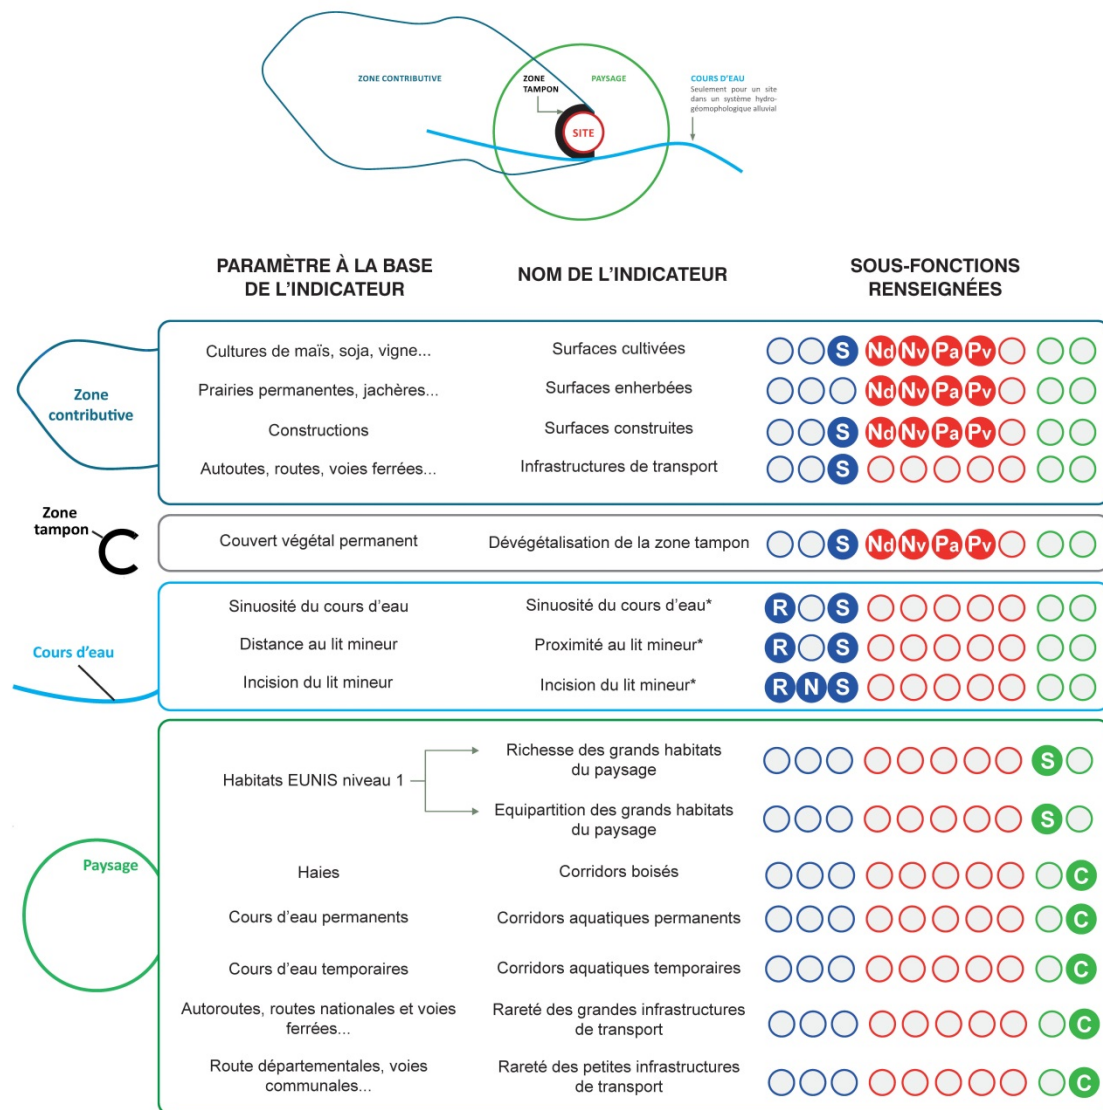 ZONE CONTRIBUTIVE
ZONE
TAMPON
PAYSAGE
COURS D'EAU
Seulement pour un site
dans un système hydro-
géomophologique alluvial
SITE
PARAMÈTRE À LA BASE
DE L'INDICATEUR
NOM DE L'INDICATEUR
SOUS-FONCTIONS
RENSEIGNÉES
Zone
contributive
Cultures de maïs, soja, vigne...
Surfaces cultivées
S Nd Nv Pa Pv
Prairies permanentes, jachères...
Surfaces enherbées
Nd Nv Pa Pv
Constructions
Surfaces construites
S Nd Nv Pa Pv
Autoutes, routes, voies ferrées...
Infrastructures de transport
S
Zone
tampon
Couvert végétal permanent
Dévégétalisation de la zone tampon
S Nd Nv Pa Pv
Cours d'eau
Sinuosité du cours d'eau
Sinuosité du cours d'eau*
R S
Distance au lit mineur
Proximité au lit mineur*
R S
Incision du lit mineur
Incision du lit mineur*
R N S
Paysage
Habitats EUNIS niveau 1
Richesse des grands habitats
du paysage
S
Equipartition des grands habitats
du paysage
S
Haies
Corridors boisés
C
Cours d'eau permanents
Corridors aquatiques permanents
C
Cours d'eau temporaires
Corridors aquatiques temporaires
C
Autoroutes, routes nationales et voies
ferrées...
Rareté des grandes infrastructures
de transport
C
Route départementales, voies
communales...
Rareté des petites infrastructures
de transport
C